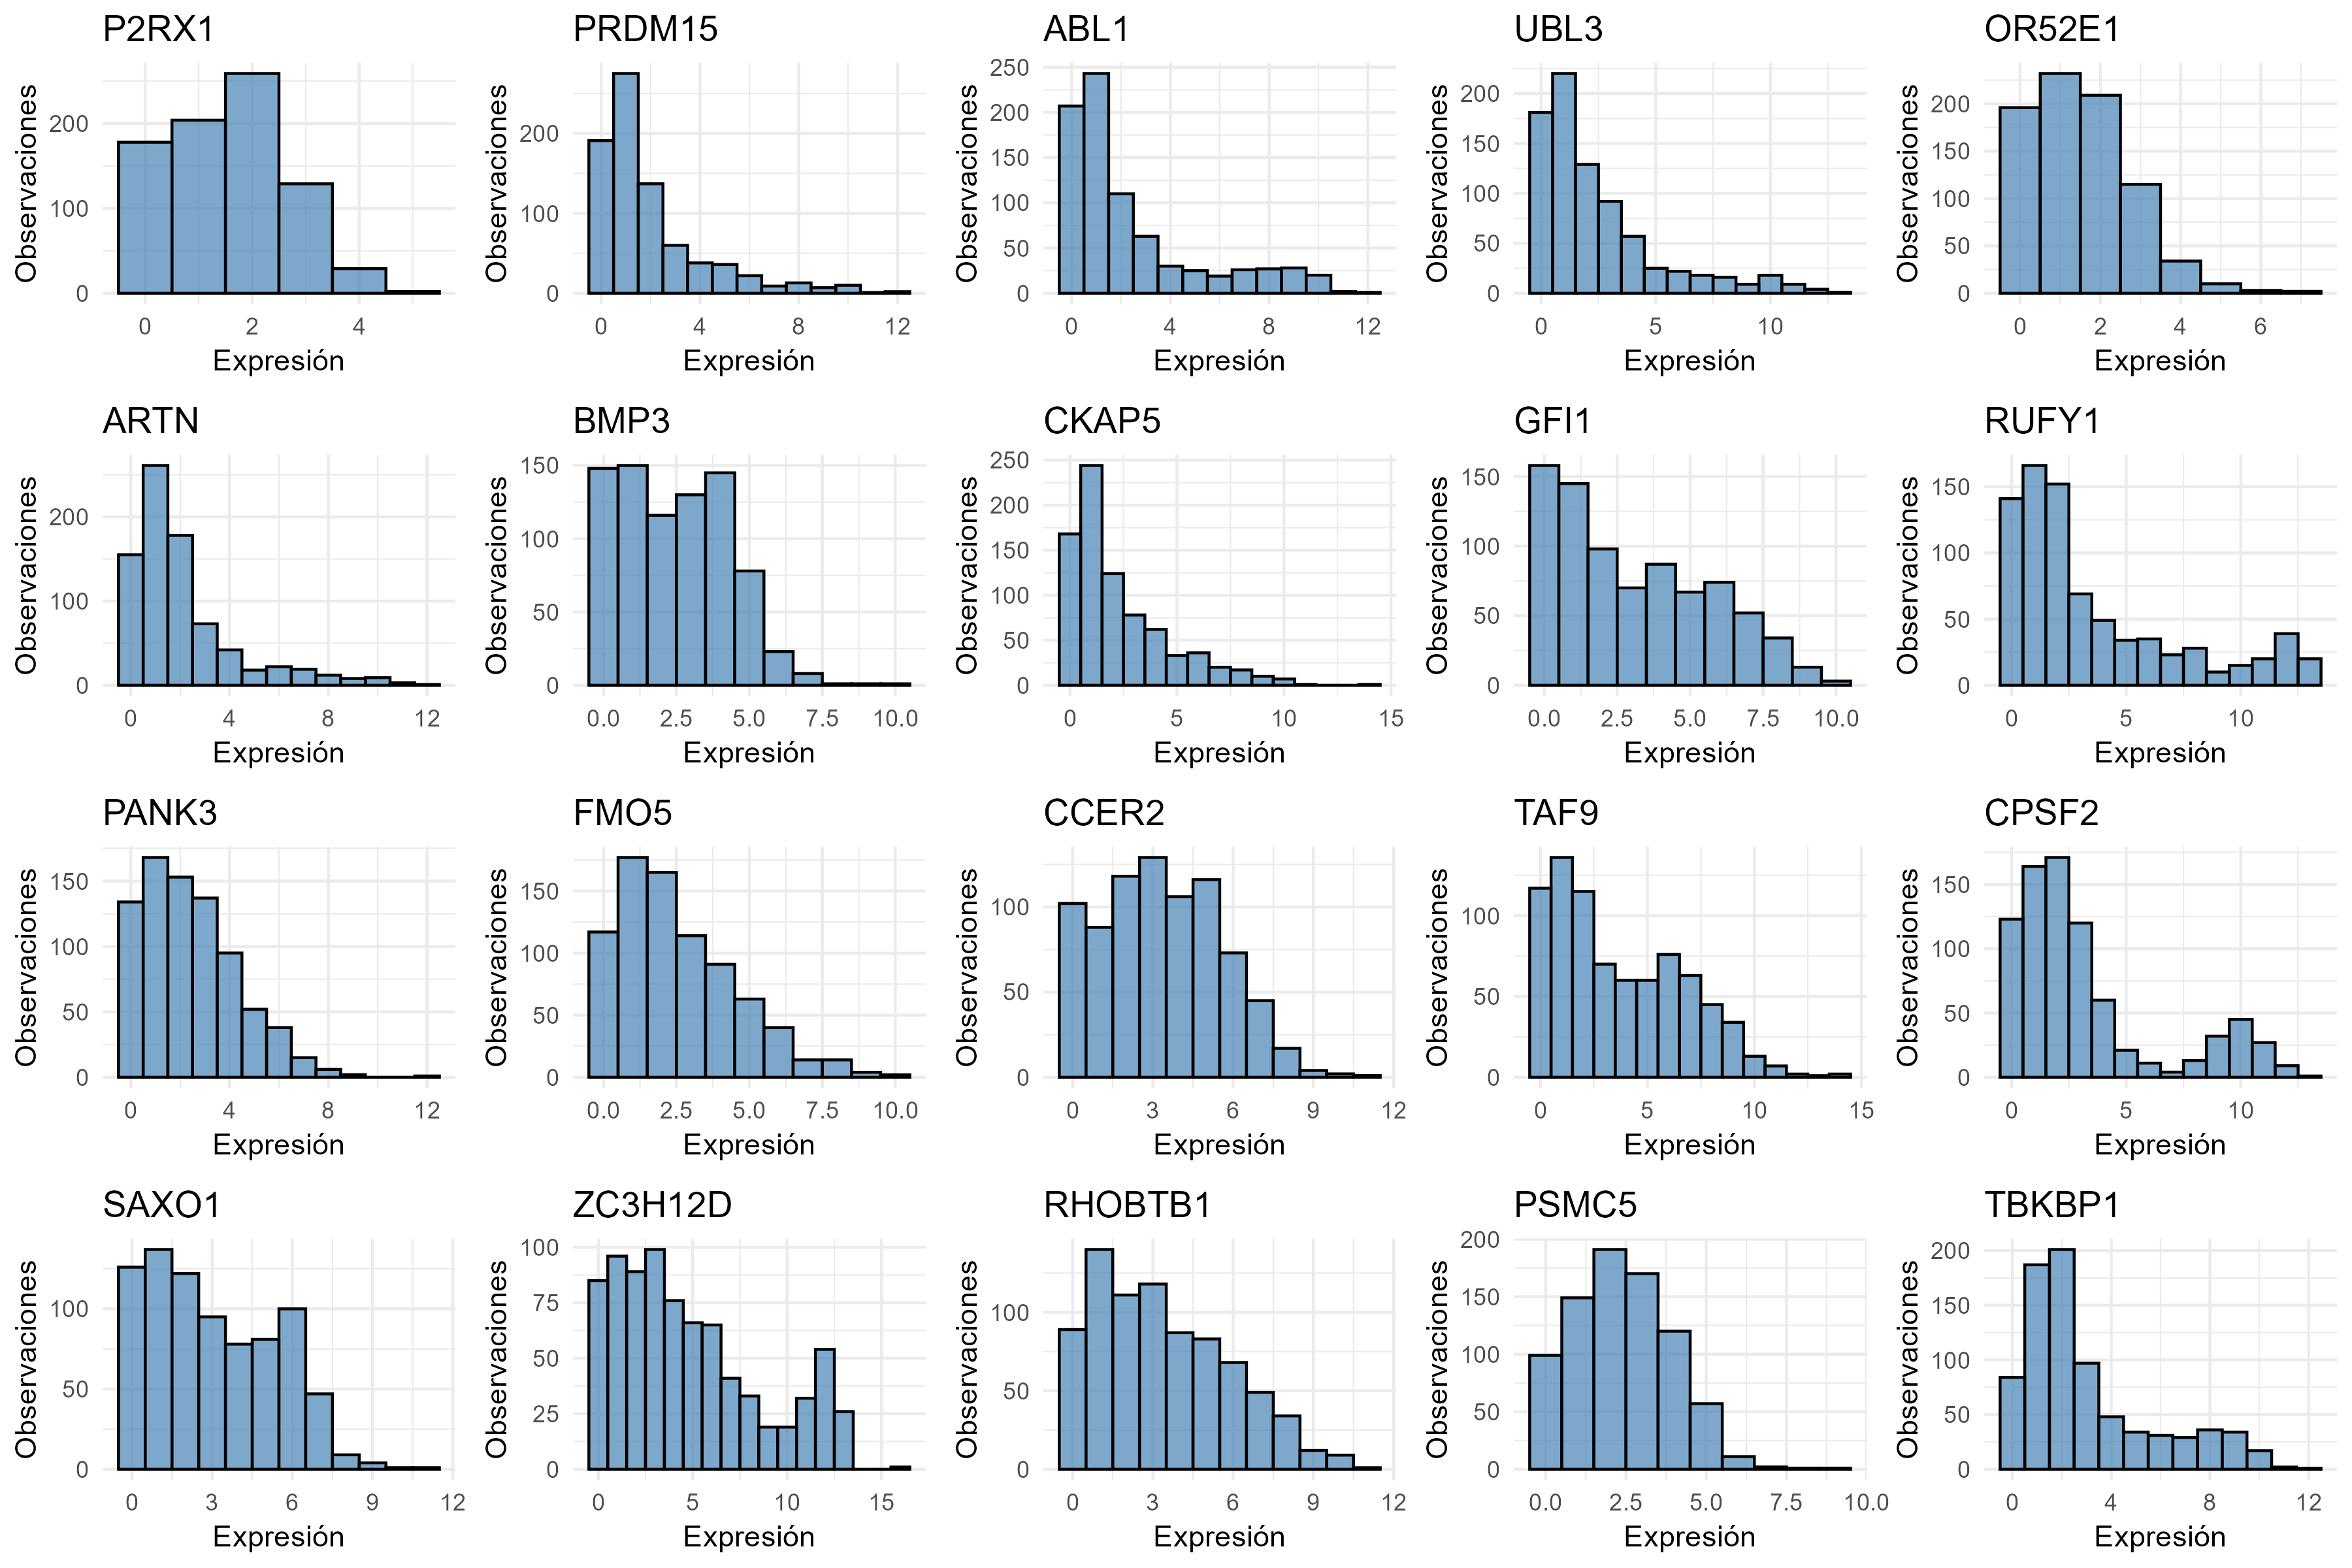 P2RX1
Observaciones
200
100
0
0 2 4
Expresión
PRDM15
Observaciones
200
100
0
0 4 8 12
Expresión
ABL1
Observaciones
250
200
150
100
50
0
0 4 8 12
Expresión
UBL3
Observaciones
200
150
100
50
0
0 5 10
Expresión
OR52E1
Observaciones
200
150
100
50
0
0 2 4 6
Expresión
ARTN
Observaciones
200
100
0
0 4 8 12
Expresión
BMP3
Observaciones
150
100
50
0
0.0 2.5 5.0 7.5 10.0
Expresión
CKAP5
Observaciones
250
200
150
100
50
0
0 5 10 15
Expresión
GFI1
Observaciones
150
100
50
0
0.0 2.5 5.0 7.5 10.0
Expresión
RUFY1
Observaciones
150
100
50
0
0 5 10
Expresión
PANK3
Observaciones
150
100
50
0
0 4 8 12
Expresión
FMO5
Observaciones
150
100
50
0
0.0 2.5 5.0 7.5 10.0
Expresión
CCER2
Observaciones
100
50
0
0 3 6 9 12
Expresión
TAF9
Observaciones
100
50
0
0 5 10 15
Expresión
CPSF2
Observaciones
150
100
50
0
0 5 10
Expresión
SAXO1
Observaciones
100
50
0
0 3 6 9 12
Expresión
ZC3H12D
Observaciones
100
75
50
25
0
0 5 10 15
Expresión
RHOBTB1
Observaciones
100
50
0
0 3 6 9 12
Expresión
PSMC5
Observaciones
200
150
100
50
0
0.0 2.5 5.0 7.5 10.0
Expresión
TBKBP1
Observaciones
200
150
100
50
0
0 4 8 12
Expresión